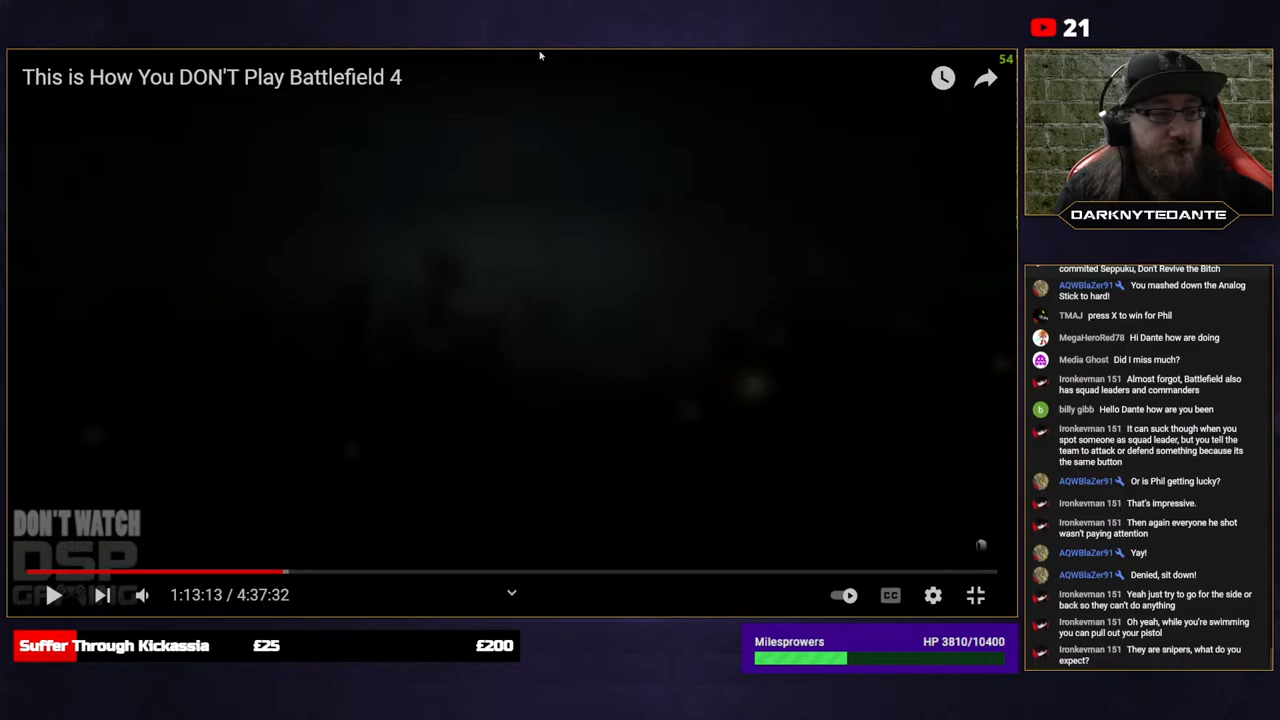 21
This is How You DON'T Play Battlefield 4
54
DARKNYTEDANTE
commited Seppuku, Don't Revive the Bitch
AQWBlaZer91 You mashed down the Analog
Stick to hard!
TMAJ press X to win for Phil
MegaHeroRed78 Hi Dante how are doing
Media Ghost Did I miss much?
Ironkevman 151 Almost forgot, Battlefield also
has squad leaders and commanders
b billy gibb Hello Dante how are you been
Ironkevman 151 It can suck though when you
spot someone as squad leader, but you tell the
team to attack or defend something because its
the same button
AQWBlaZer91 Or is Phil getting lucky?
Ironkevman 151 That's impressive.
Ironkevman 151 Then again everyone he shot
wasn't paying attention
AQWBlaZer91 Yay!
AQWBlaZer91 Denied, sit down!
Ironkevman 151 Yeah just try to go for the side or
back so they can't do anything
Ironkevman 151 Oh yeah, while you're swimming
you can pull out your pistol
Ironkevman 151 They are snipers, what do you
expect?
DON'T WATCH
DSP
GAMING
1:13:13 / 4:37:32
CC
Suffer Through Kickassia £25 £200
Milesprowers HP 3810/10400